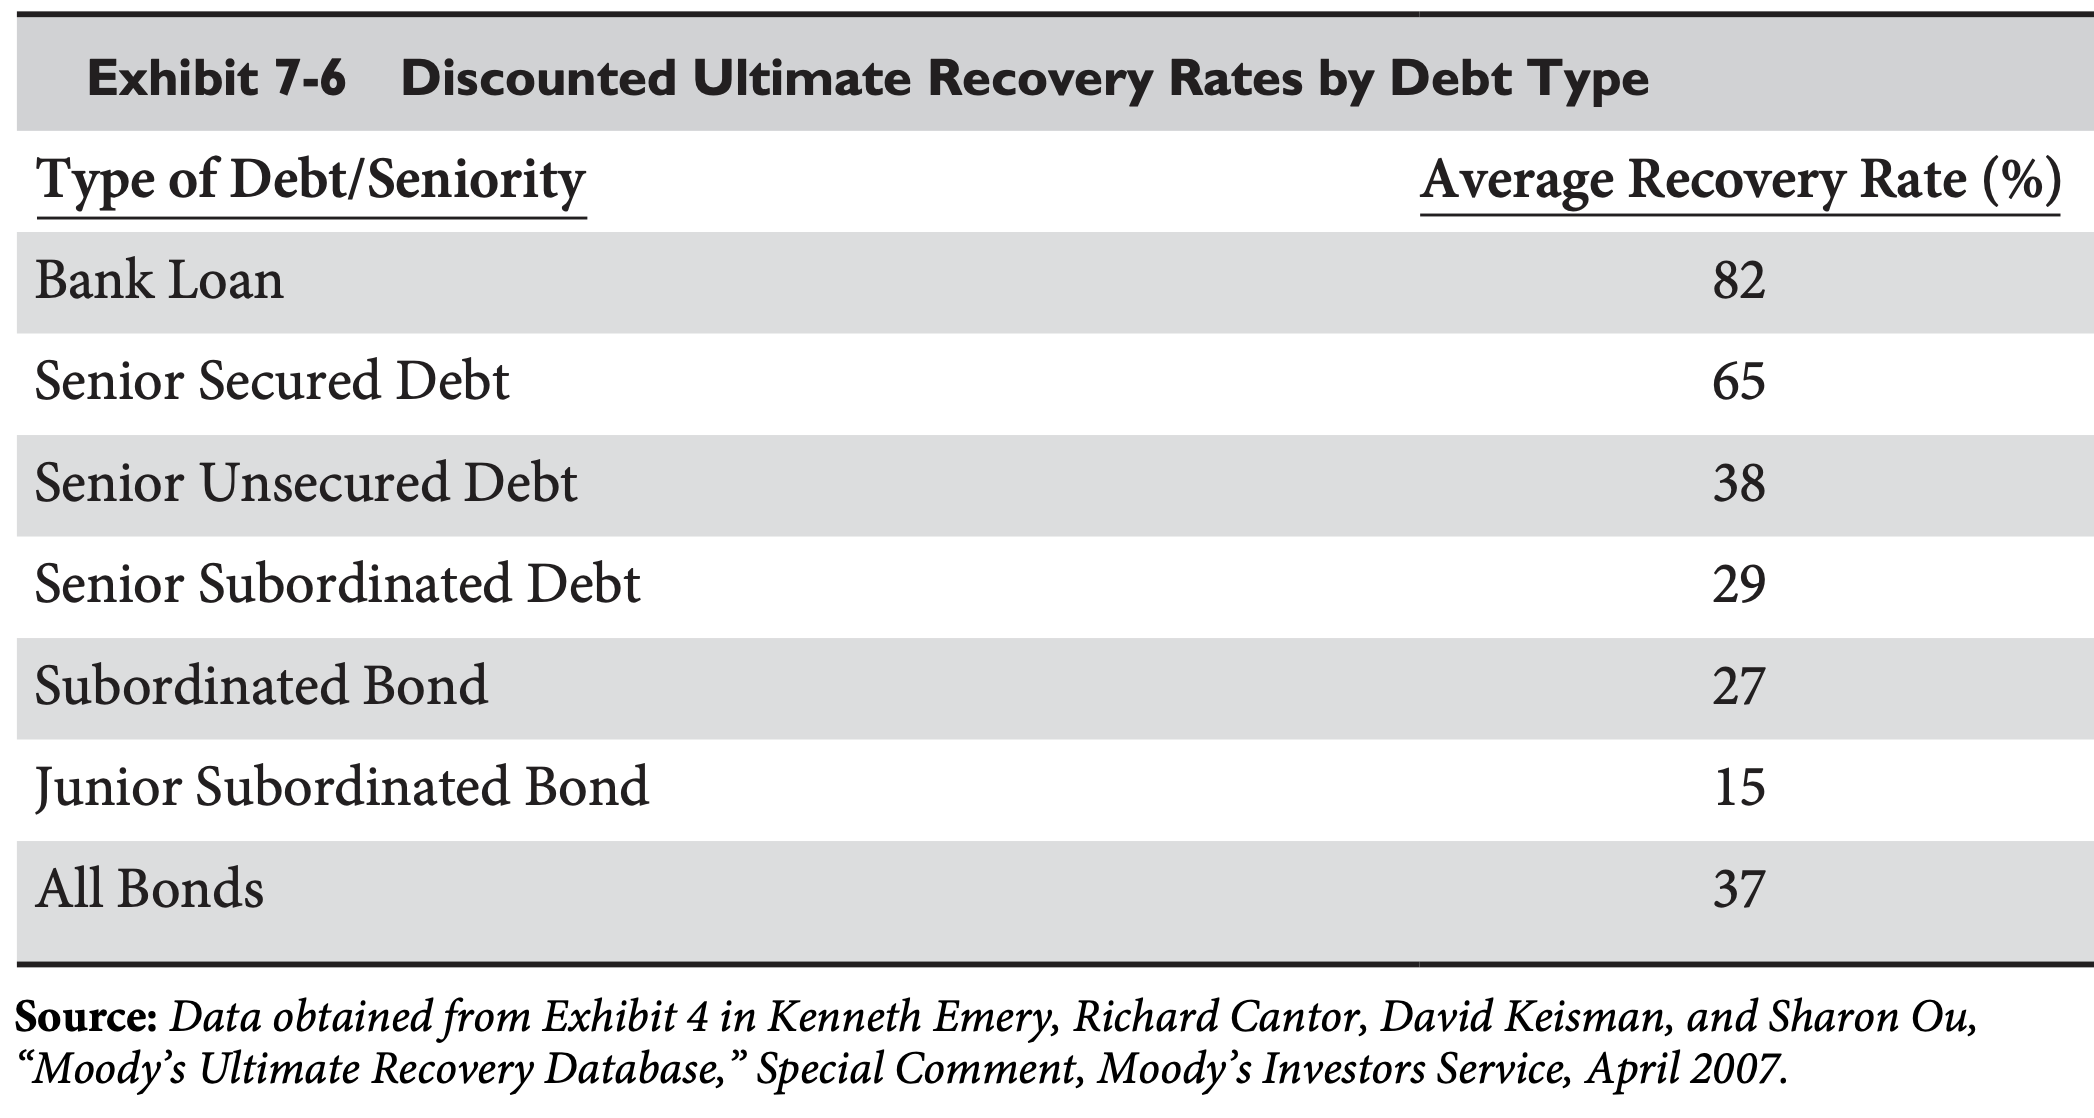 Exhibit 7-6 Discounted Ultimate Recovery Rates by Debt Type
Type of Debt/Seniority Average Recovery Rate (%)
Bank Loan 82
Senior Secured Debt 65
Senior Unsecured Debt 38
Senior Subordinated Debt 29
Subordinated Bond 27
Junior Subordinated Bond 15
All Bonds 37
Source: Data obtained from Exhibit 4 in Kenneth Emery, Richard Cantor, David Keisman, and Sharon Ou,
“Moody’s Ultimate Recovery Database,” Special Comment, Moody’s Investors Service, April 2007.